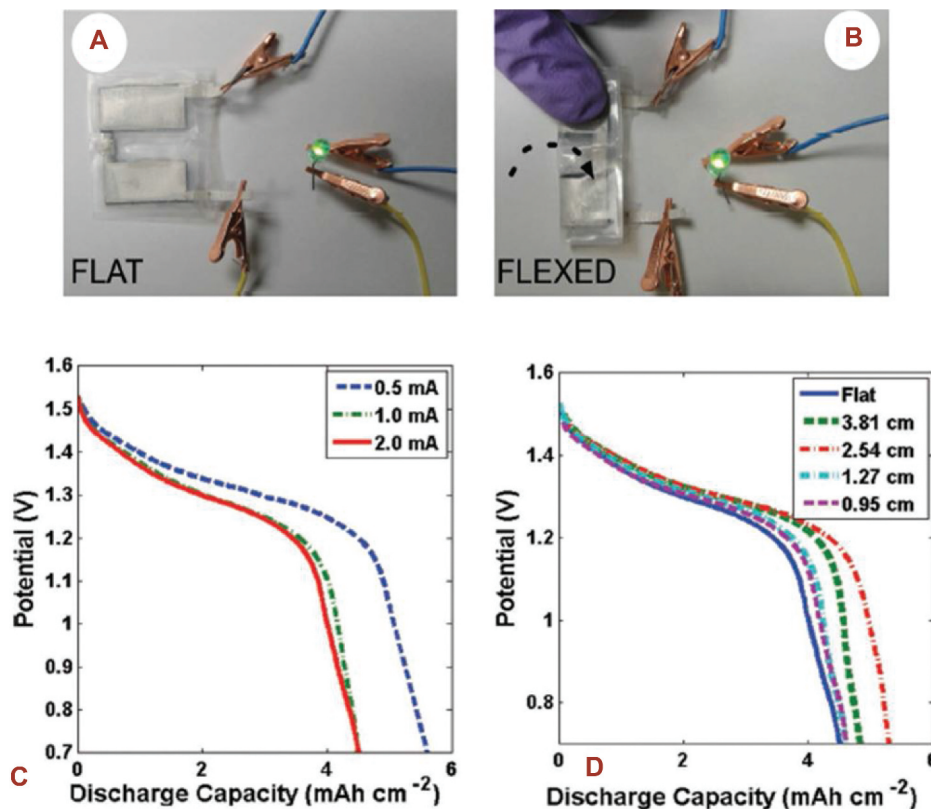 A
B
FLAT
FLEXED
1.6
1.5
1.4
1.3
1.2
1.1
1
0.9
0.8
0.7
0
2
4
6
Potential (V)
Discharge Capacity (mAh cm -2)
0.5 mA
1.0 mA
2.0 mA
C
1.6
1.4
1.2
1
0.8
0
2
4
6
Potential (V)
Discharge Capacity (mAh cm -2)
Flat
3.81 cm
2.54 cm
1.27 cm
0.95 cm
D